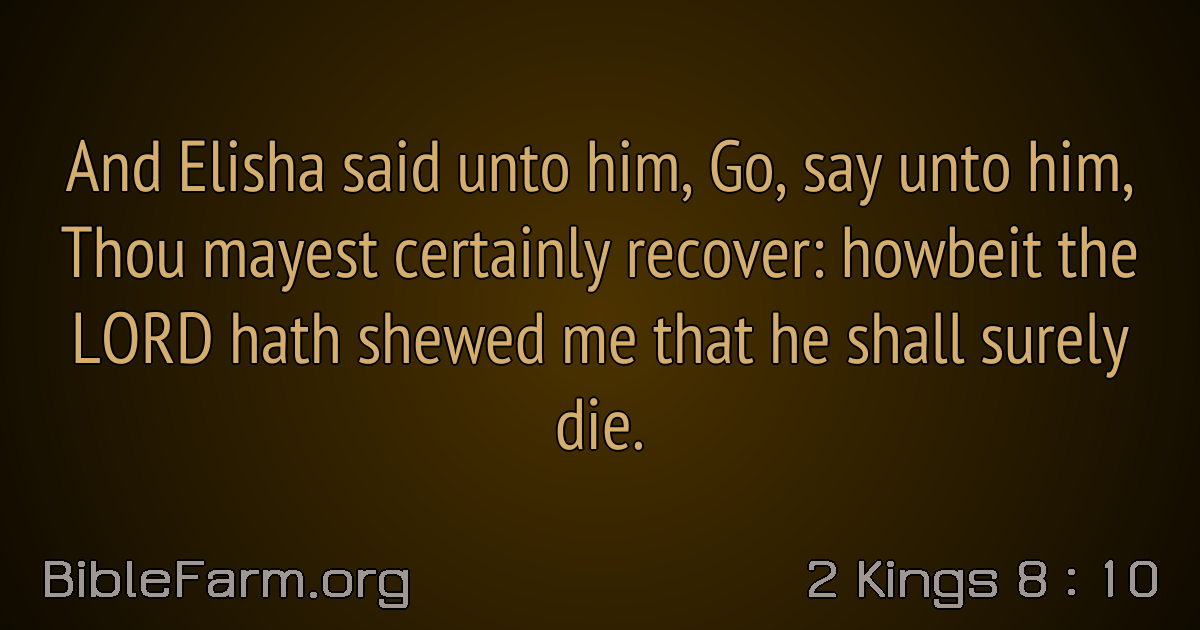 And Elisha said unto him, Go, say unto him,
Thou mayest certainly recover: howbeit the
LORD hath shewed me that he shall surely
die.
BibleFarm.org
2 Kings 8 : 10